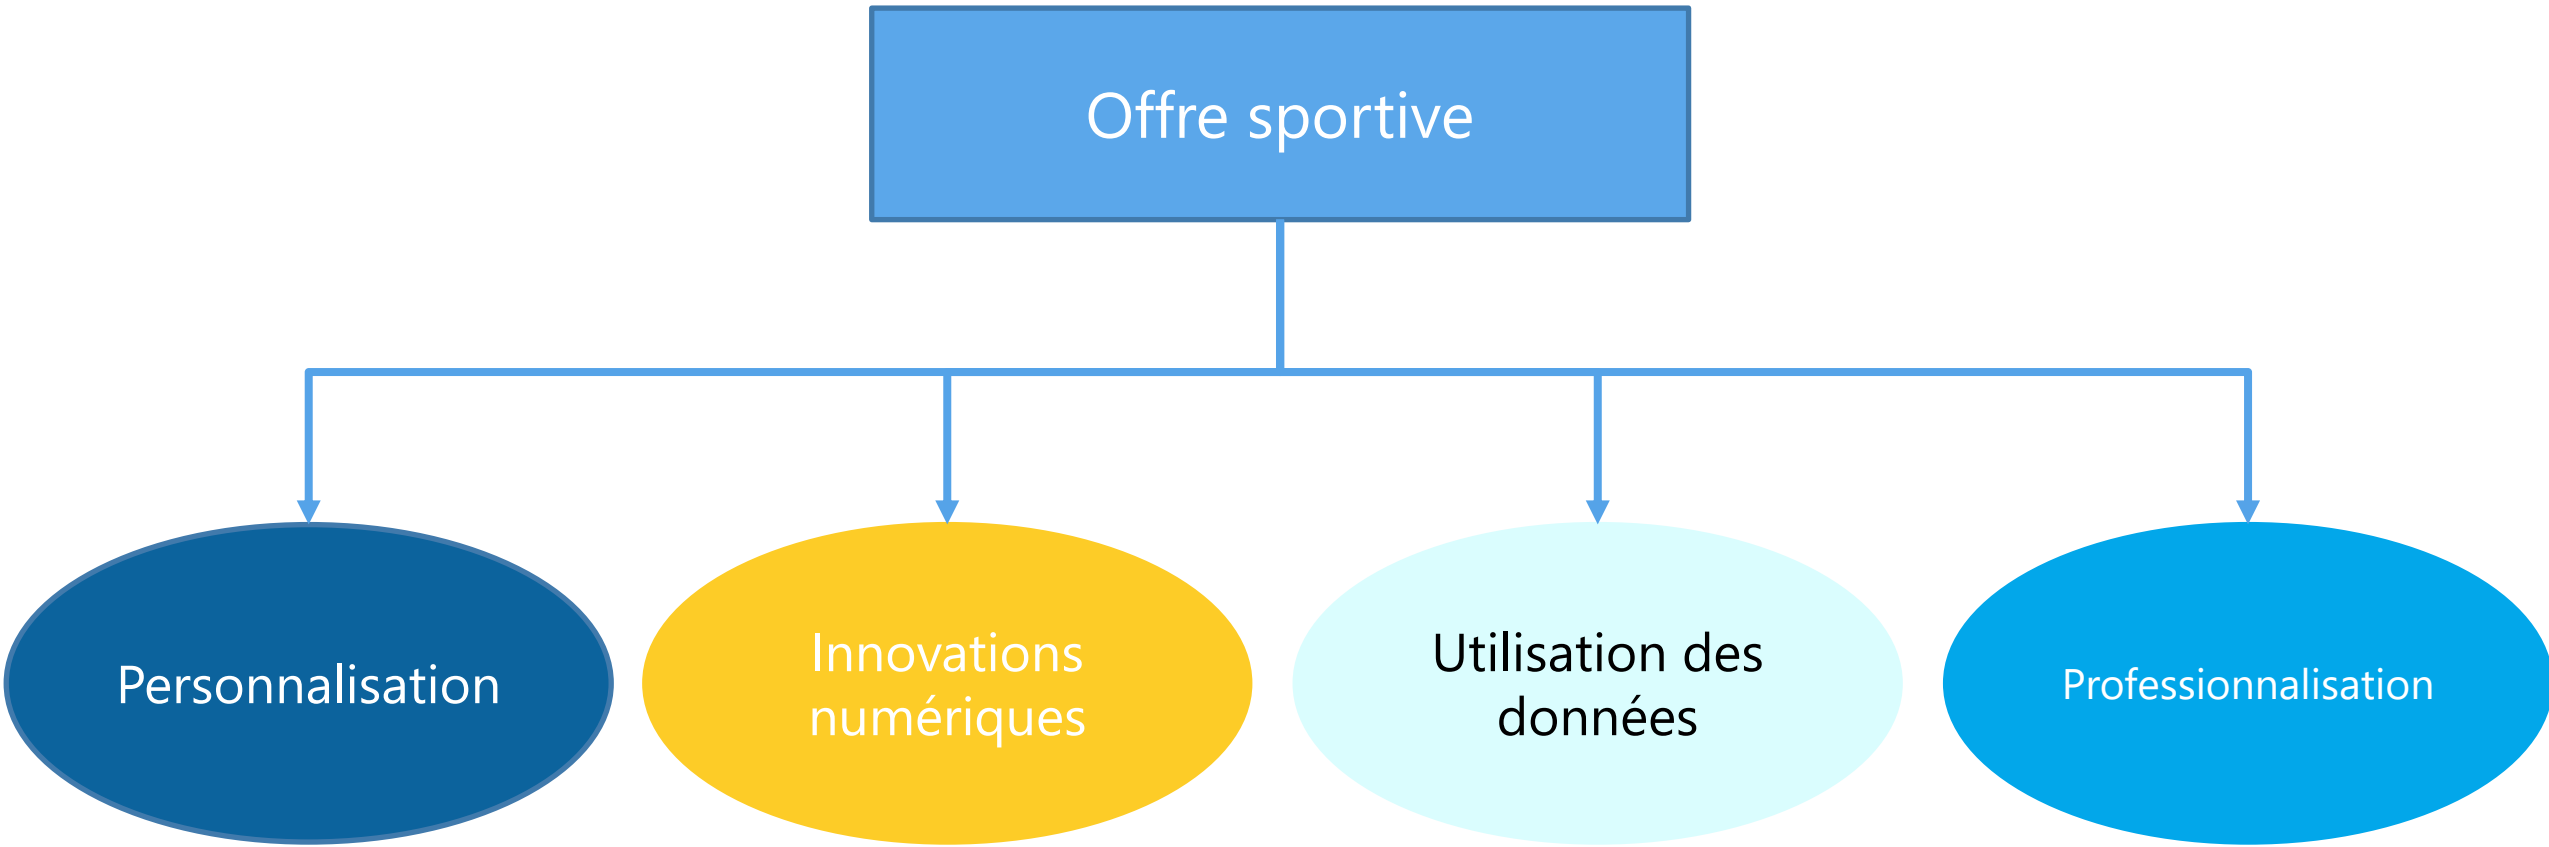 Offre sportive
Personnalisation
Innovations
numériques
Utilisation des
données
Professionnalisation